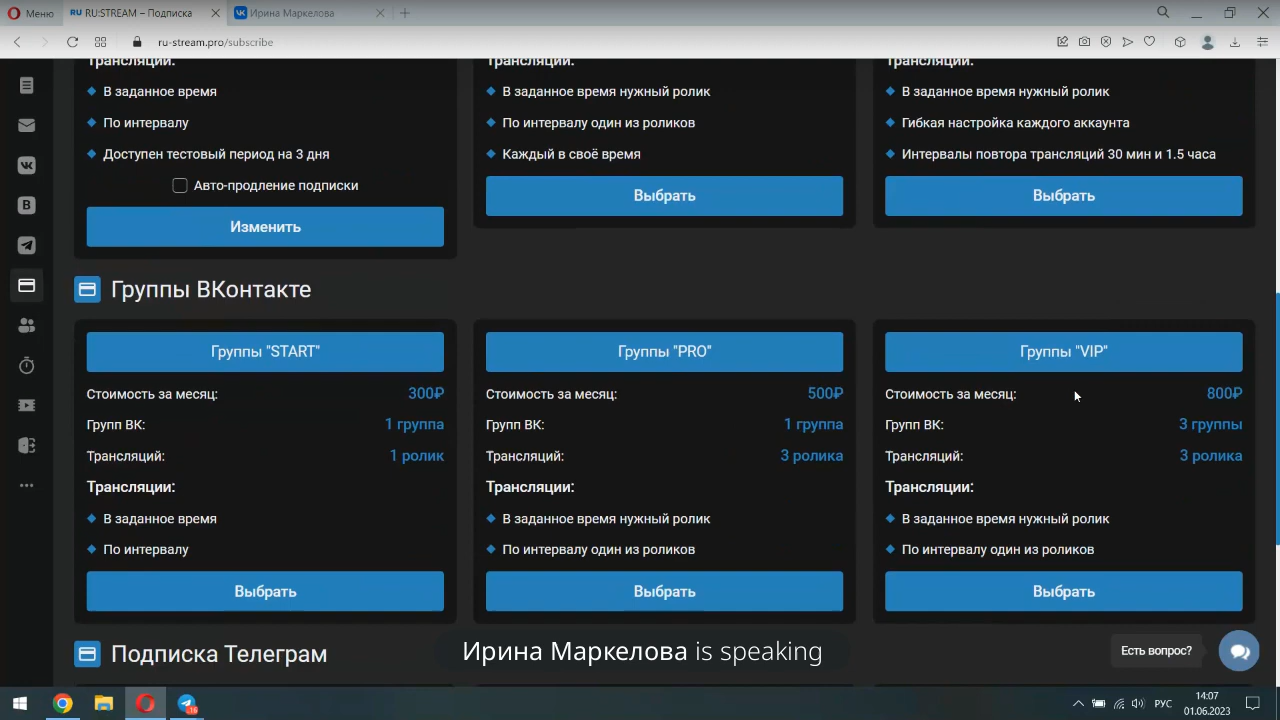 Меню
RU RU:STREAM – Подписка
Ирина Маркелова
ru-stream.pro/subscribe
Трансляции:
В заданное время
По интервалу
Доступен тестовый период на 3 дня
Авто-продление подписки
Изменить
Трансляции:
В заданное время нужный ролик
По интервалу один из роликов
Каждый в своё время
Выбрать
Трансляции:
В заданное время нужный ролик
Гибкая настройка каждого аккаунта
Интервалы повтора трансляций 30 мин и 1.5 часа
Выбрать
Группы ВКонтакте
Группы "START"
Стоимость за месяц: 300₽
Групп ВК: 1 группа
Трансляций: 1 ролик
Трансляции:
В заданное время
По интервалу
Выбрать
Группы "PRO"
Стоимость за месяц: 500₽
Групп ВК: 1 группа
Трансляций: 3 ролика
Трансляции:
В заданное время нужный ролик
По интервалу один из роликов
Выбрать
Группы "VIP"
Стоимость за месяц: 800₽
Групп ВК: 3 группы
Трансляций: 3 ролика
Трансляции:
В заданное время нужный ролик
По интервалу один из роликов
Выбрать
Подписка Телеграм
Ирина Маркелова is speaking
Есть вопрос?
РУС
14:07
01.06.2023